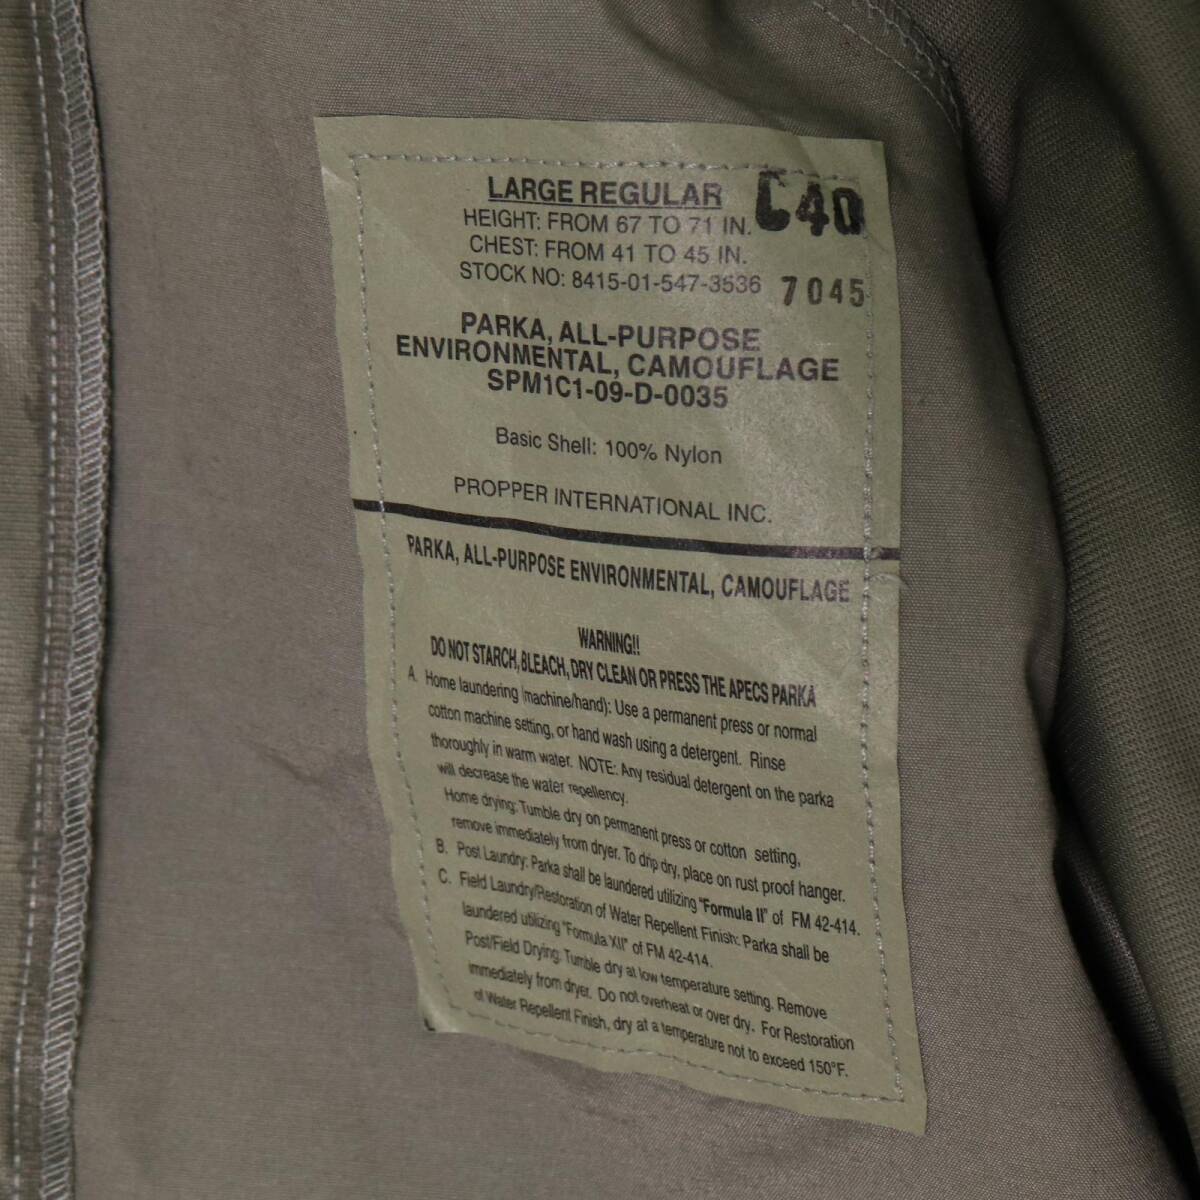 LARGE REGULAR
HEIGHT: FROM 67 TO 71 IN.
CHEST: FROM 41 TO 45 IN.
STOCK NO: 8415-01-547-3536
7045
PARKA, ALL-PURPOSE
ENVIRONMENTAL, CAMOUFLAGE
SPM1C1-09-D-0035
Basic Shell: 100% Nylon
PROPPER INTERNATIONAL INC.
PARKA, ALL-PURPOSE ENVIRONMENTAL, CAMOUFLAGE
WARNING!!
DO NOT STARCH, BLEACH, DRY CLEAN OR PRESS THE APECS PARKA
A. Home laundering (machine/hand): Use a permanent press or normal
cotton machine setting, or hand wash using a detergent. Rinse
thoroughly in warm water. NOTE: Any residual detergent on the parka
will decrease the water repellency.
Home drying: Tumble dry on permanent press or cotton setting,
remove immediately from dryer. To drip dry, place on rust proof hanger.
B. Post Laundry: Parka shall be laundered utilizing "Formula II" of FM 42-414.
C. Field Laundry/Restoration of Water Repellent Finish: Parka shall be
laundered utilizing "Formula XII" of FM 42-414.
Post/Field Drying: Tumble dry at low temperature setting. Remove
immediately from dryer. Do not overheat or over dry. For Restoration
of Water Repellent Finish, dry at a temperature not to exceed 150°F.